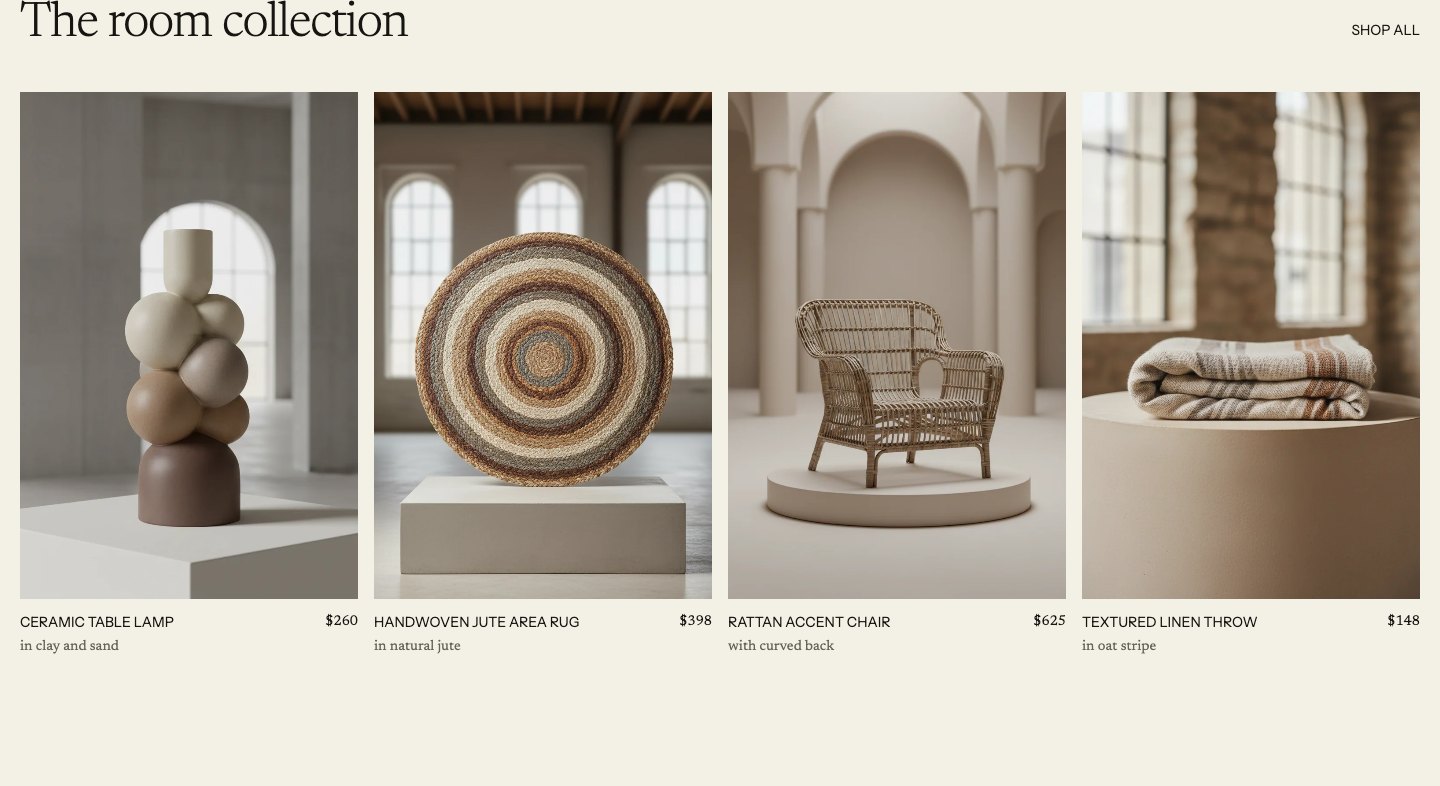 The room collection
SHOP ALL
CERAMIC TABLE LAMP
$260
in clay and sand
HANDWOVEN JUTE AREA RUG
$398
in natural jute
RATTAN ACCENT CHAIR
$625
with curved back
TEXTURED LINEN THROW
$148
in oat stripe